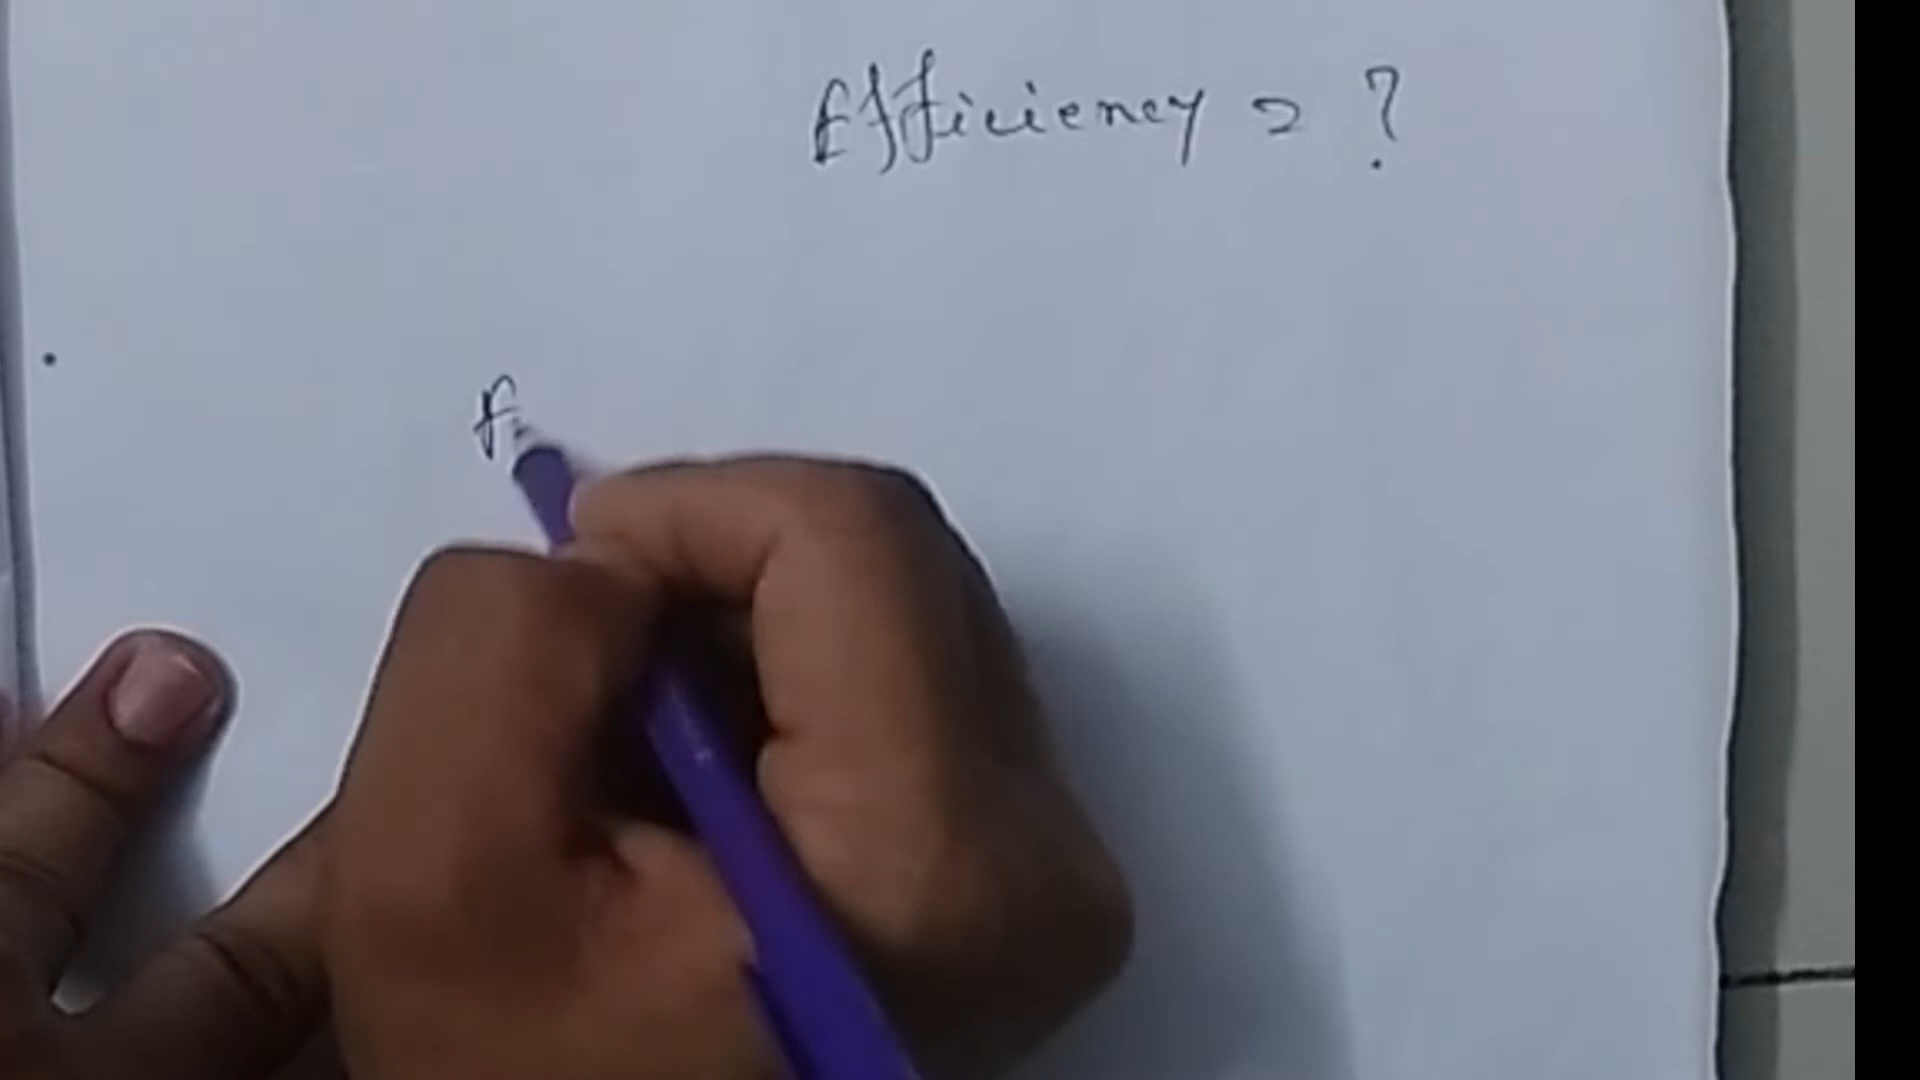 Efficiency = ?